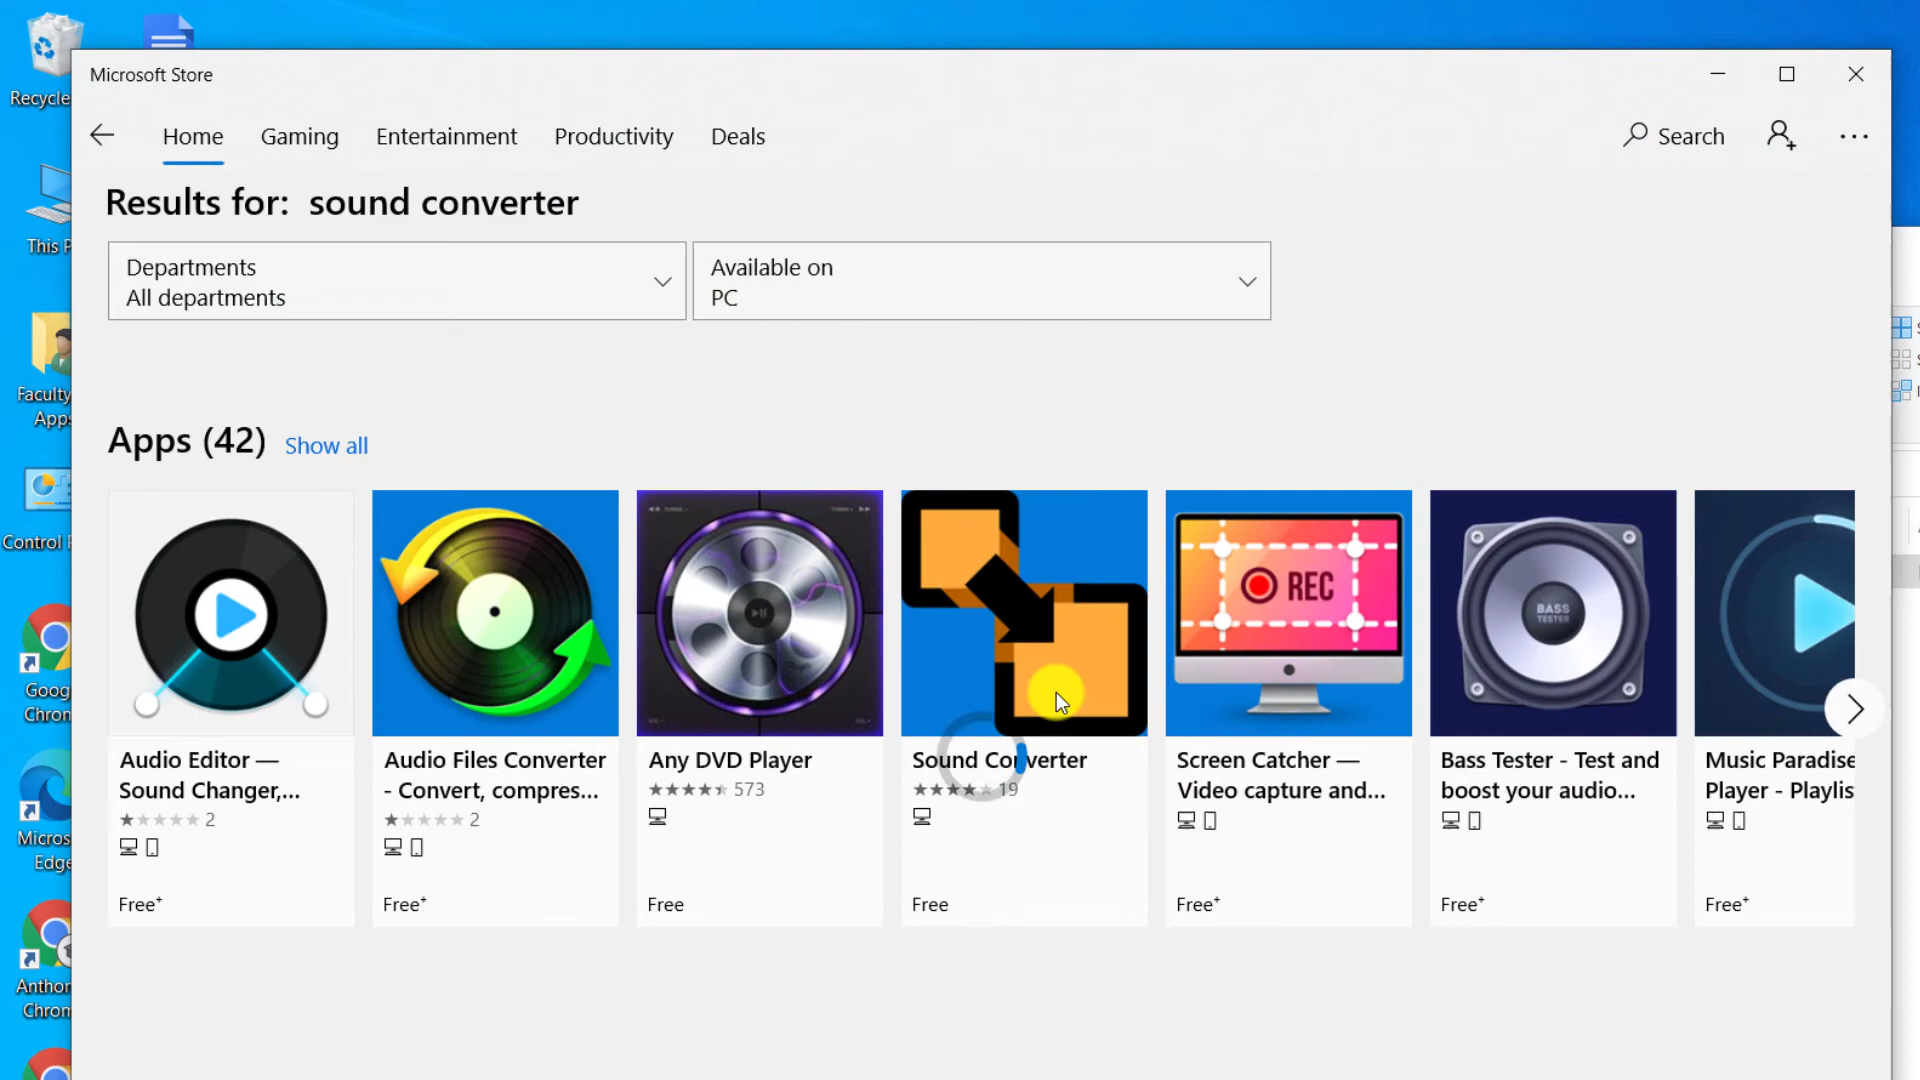 Recycle
Microsoft Store
Home Gaming Entertainment Productivity Deals
Search
Results for: sound converter
Departments
All departments
Available on
PC
Apps (42) Show all
REC
BASS
TESTER
Audio Editor —
Sound Changer,...
2
Free+
Audio Files Converter
- Convert, compres...
2
Free+
Any DVD Player
573
Free
Sound Converter
19
Free
Screen Catcher —
Video capture and...
Free+
Bass Tester - Test and
boost your audio...
Free+
Music Paradise
Player - Playlis
Free+
This P
Faculty
Apps
Control
Goog
Chrom
Micros
Edge
Anthon
Chrom